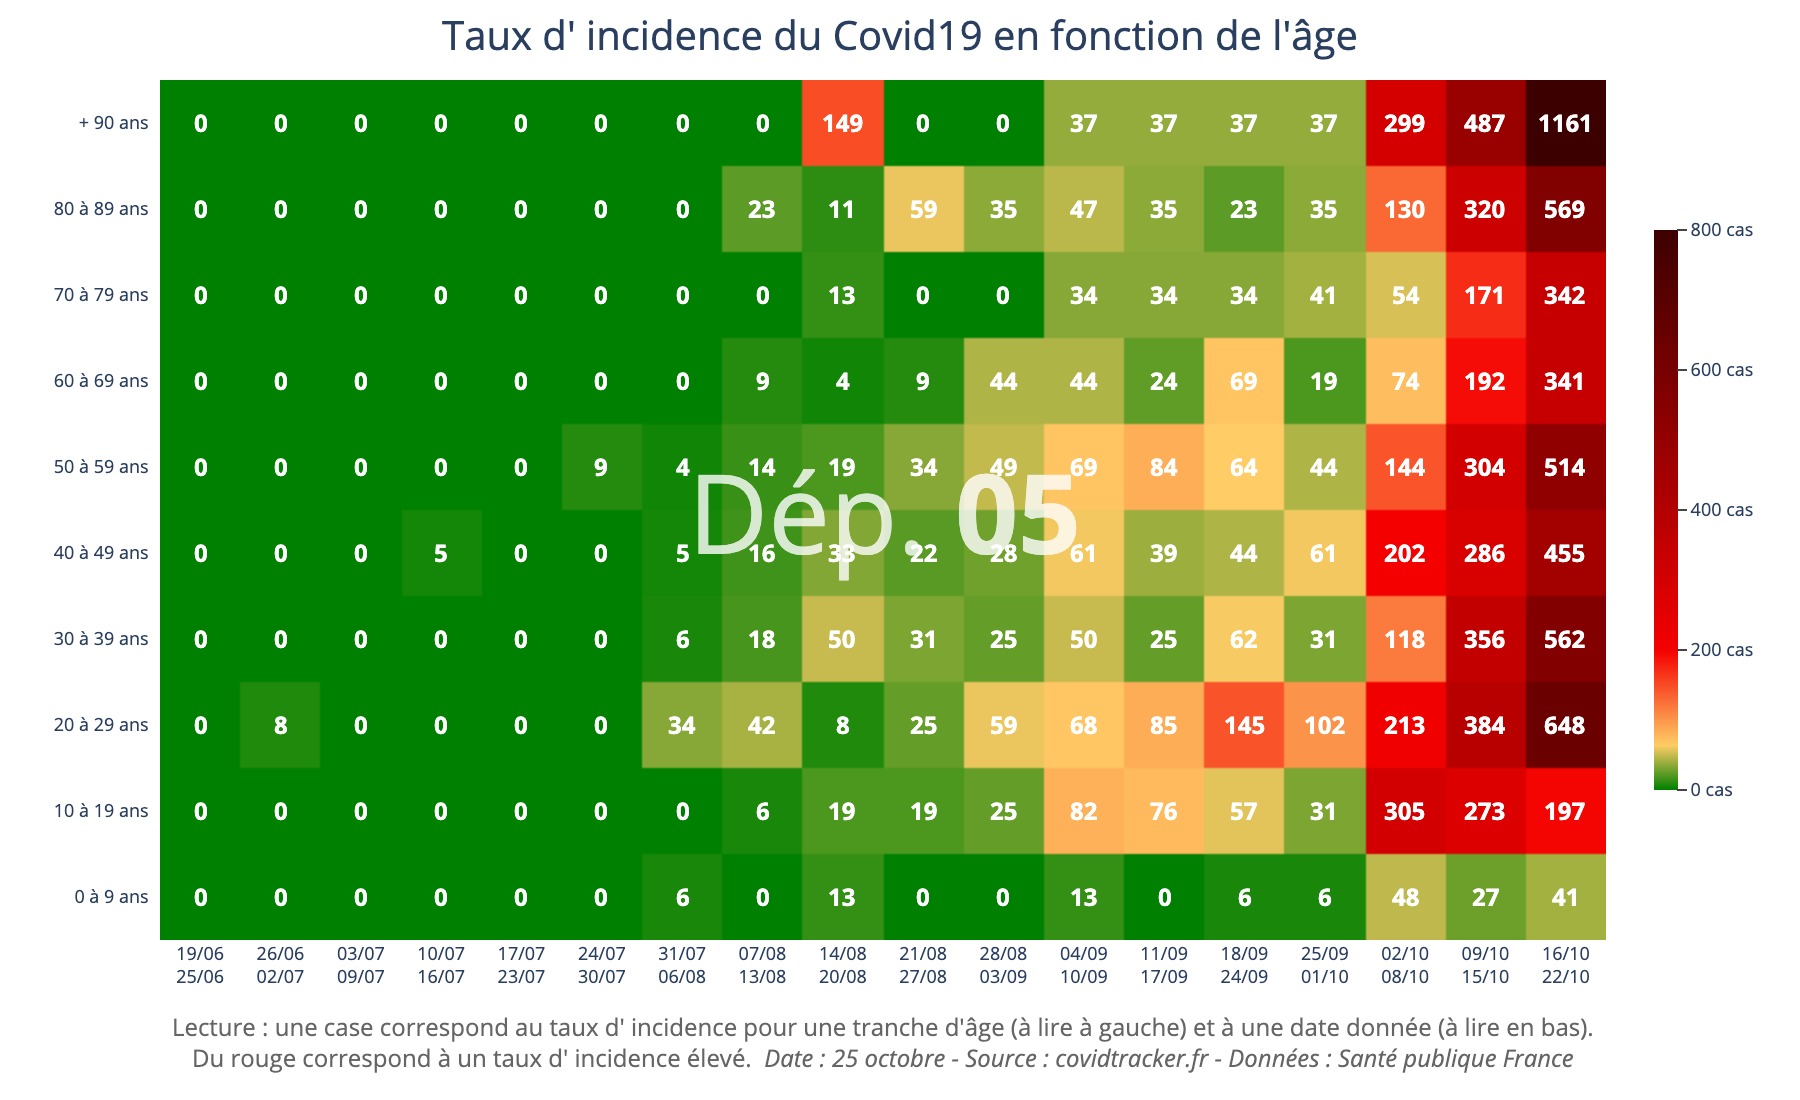 Taux d' incidence du Covid19 en fonction de l'âge
+ 90 ans 0 0 0 0 0 0 0 0 149 0 0 37 37 37 37 299 487 1161
80 à 89 ans 0 0 0 0 0 0 0 23 11 59 35 47 35 23 35 130 320 569
70 à 79 ans 0 0 0 0 0 0 0 0 13 0 0 34 34 34 41 54 171 342
60 à 69 ans 0 0 0 0 0 0 0 9 4 9 44 44 24 69 19 74 192 341
50 à 59 ans 0 0 0 0 0 9 4 14 19 34 49 69 84 64 44 144 304 514
Dép. 05
40 à 49 ans 0 0 0 5 0 0 5 16 33 22 28 61 39 44 61 202 286 455
30 à 39 ans 0 0 0 0 0 0 6 18 50 31 25 50 25 62 31 118 356 562
20 à 29 ans 0 8 0 0 0 0 34 42 8 25 59 68 85 145 102 213 384 648
10 à 19 ans 0 0 0 0 0 0 0 6 19 19 25 82 76 57 31 305 273 197
0 à 9 ans 0 0 0 0 0 0 6 0 13 0 0 13 0 6 6 48 27 41
19/06 26/06 03/07 10/07 17/07 24/07 31/07 07/08 14/08 21/08 28/08 04/09 11/09 18/09 25/09 02/10 09/10 16/10
25/06 02/07 09/07 16/07 23/07 30/07 06/08 13/08 20/08 27/08 03/09 10/09 17/09 24/09 01/10 08/10 15/10 22/10
800 cas
600 cas
400 cas
200 cas
0 cas
Lecture : une case correspond au taux d' incidence pour une tranche d'âge (à lire à gauche) et à une date donnée (à lire en bas).
Du rouge correspond à un taux d' incidence élevé. Date : 25 octobre - Source : covidtracker.fr - Données : Santé publique France